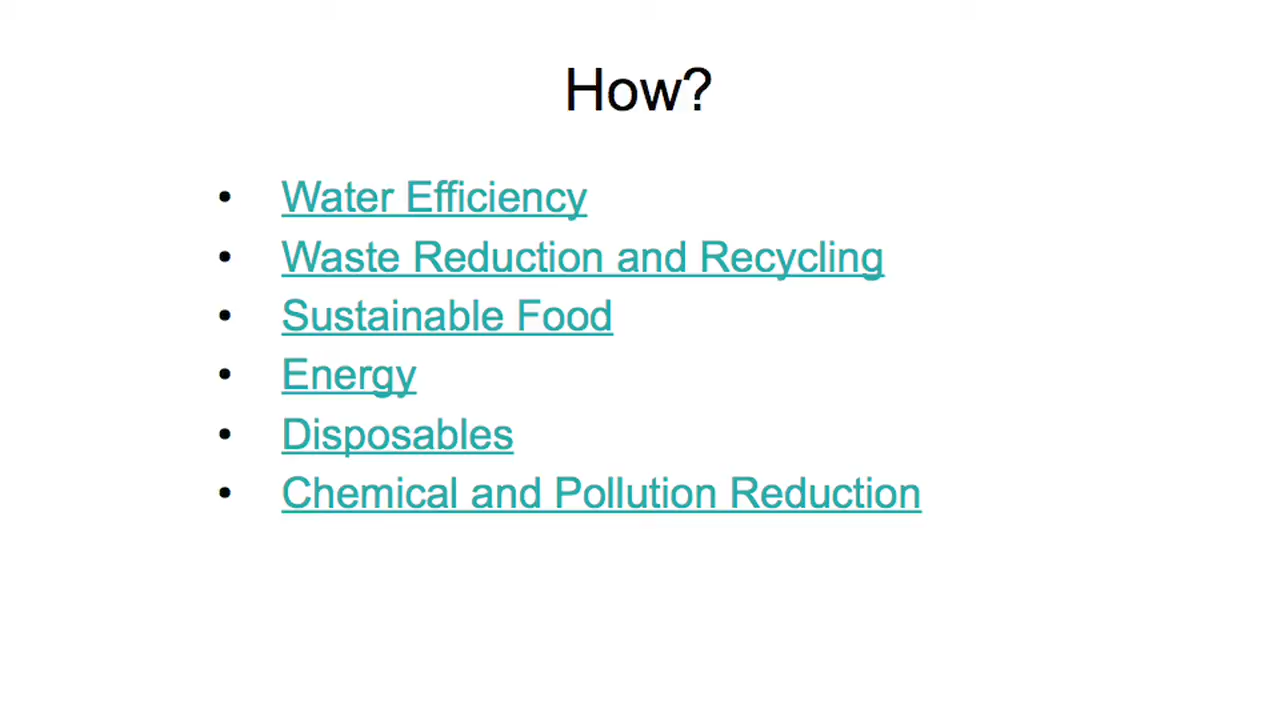 How?
• Water Efficiency
• Waste Reduction and Recycling
• Sustainable Food
• Energy
• Disposables
• Chemical and Pollution Reduction